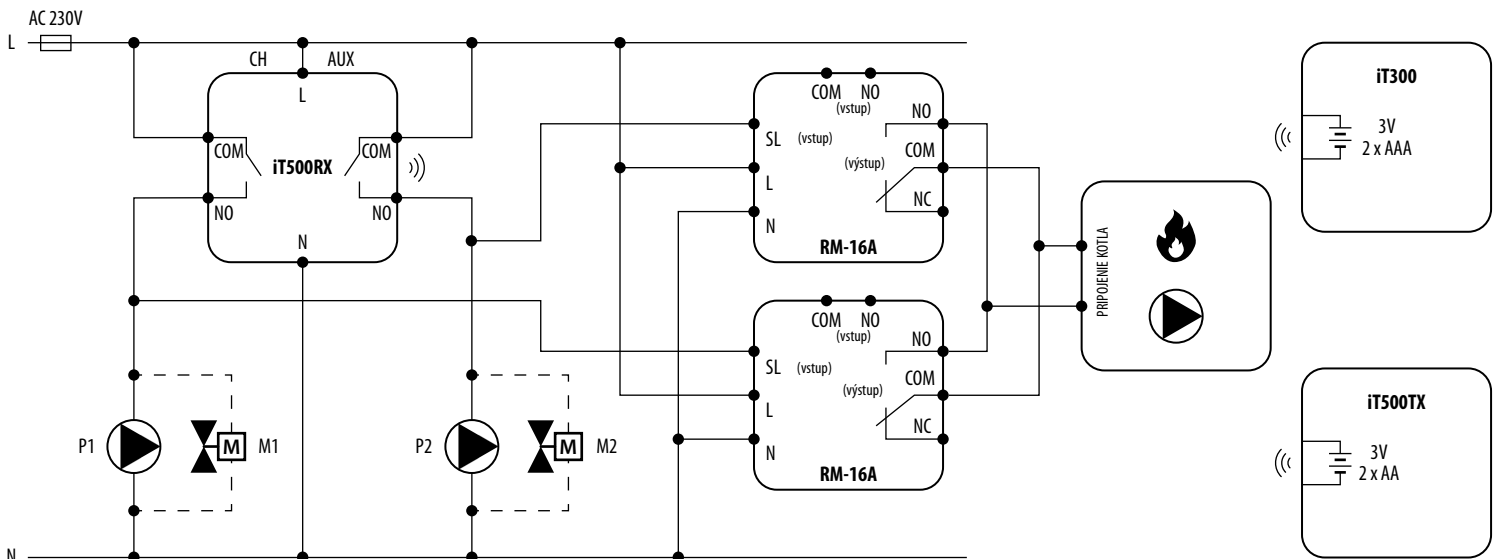 AC 230V
L
CH
AUX
L
COM
iT500RX
COM
NO
NO
N
P1
M
M1
P2
M
M2
N
COM NO
(vstup)
NO
SL (vstup)
COM
(výstup)
L
NC
N
RM-16A
COM NO
(vstup)
NO
SL (vstup)
COM
(výstup)
L
NC
N
RM-16A
PRIPOJENIE KOTLA
iT300
3V
2 x AAA
iT500TX
3V
2 x AA